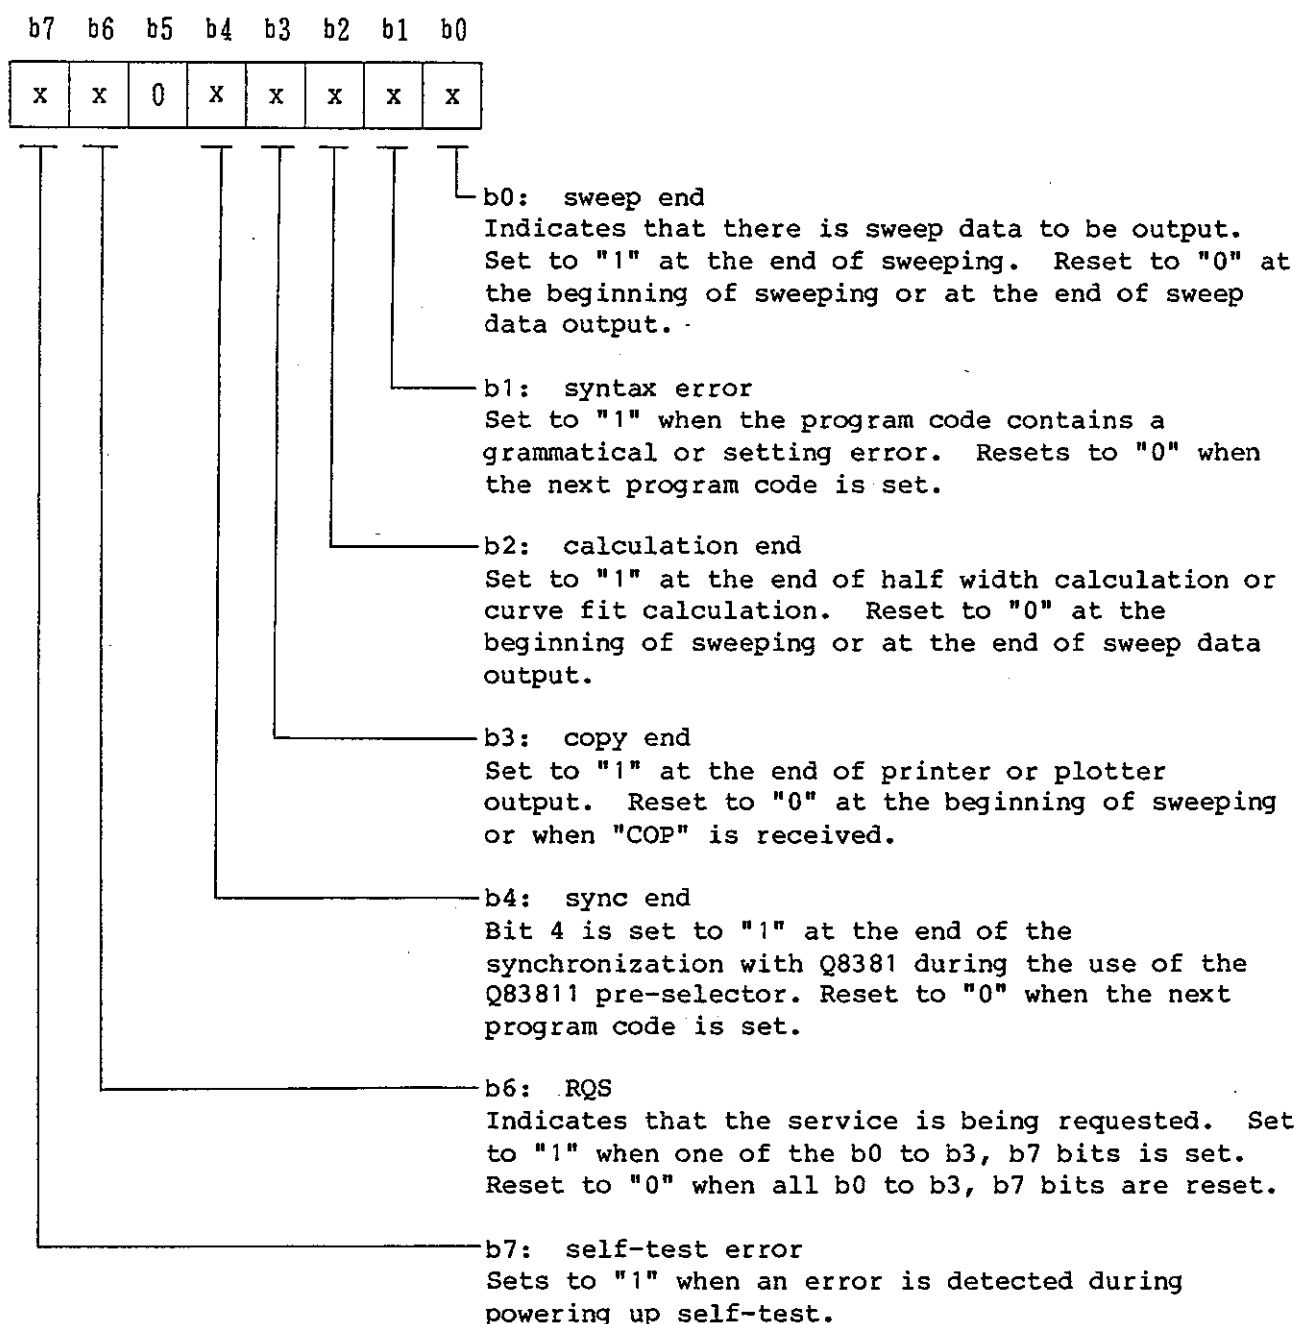 b7 b6 b5 b4 b3 b2 b1 b0
x x 0 x x x x x
b0: sweep end
Indicates that there is sweep data to be output.
Set to "1" at the end of sweeping. Reset to "0" at
the beginning of sweeping or at the end of sweep
data output.
b1: syntax error
Set to "1" when the program code contains a
grammatical or setting error. Resets to "0" when
the next program code is set.
b2: calculation end
Set to "1" at the end of half width calculation or
curve fit calculation. Reset to "0" at the
beginning of sweeping or at the end of sweep data
output.
b3: copy end
Set to "1" at the end of printer or plotter
output. Reset to "0" at the beginning of sweeping
or when "COP" is received.
b4: sync end
Bit 4 is set to "1" at the end of the
synchronization with Q8381 during the use of the
Q83811 pre-selector. Reset to "0" when the next
program code is set.
b6: RQS
Indicates that the service is being requested. Set
to "1" when one of the b0 to b3, b7 bits is set.
Reset to "0" when all b0 to b3, b7 bits are reset.
b7: self-test error
Sets to "1" when an error is detected during
powering up self-test.